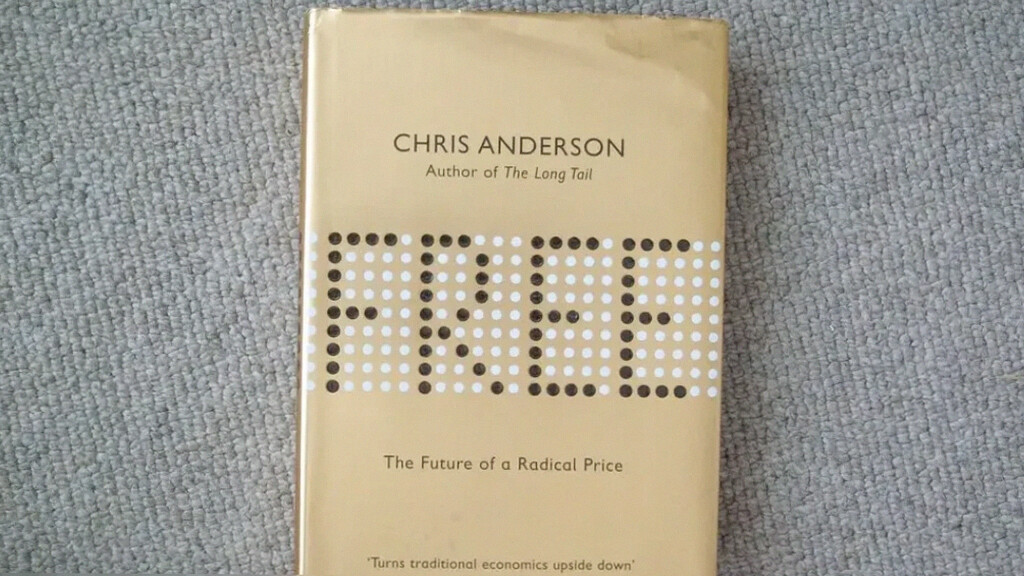 CHRIS ANDERSON
Author of The Long Tail
FREE
The Future of a Radical Price
'Turns traditional economics upside down'